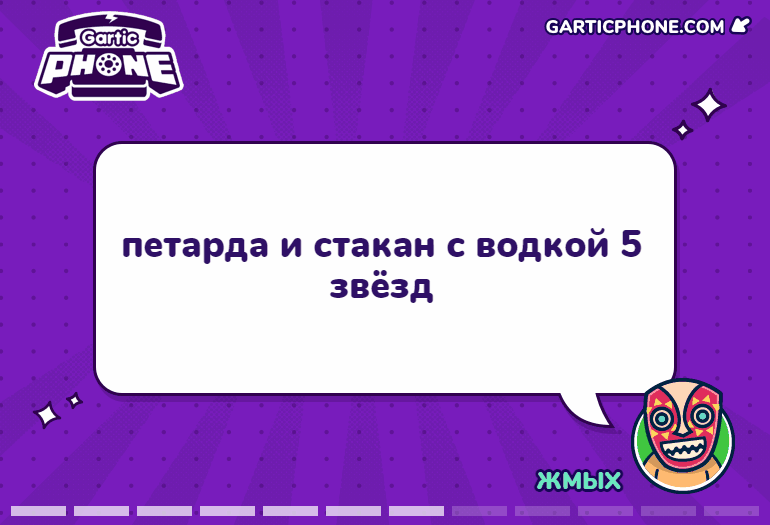 Gartic
PHONE
GARTICPHONE.COM
петарда и стакан с водкой 5
звёзд
ЖМЫХ